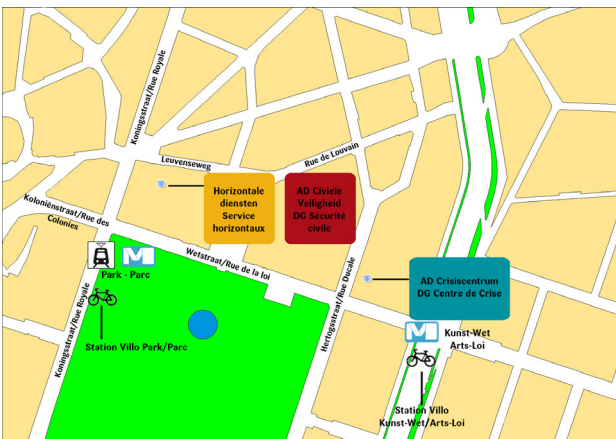 Koningsstraat/Rue Royale
Leuvenseweg
Rue de Louvain
Horizontale
diensten
Service
horizontaux
AD Civiele
Veiligheid
DG Sécurité
civile
Koloniënstraat/Rue des
Colonies
Wetstraat/Rue de la loi
M
Park - Parc
Koningsstraat/Rue Royale
Station Villo Park/Parc
Hertogsstraat/Rue Ducale
AD Crisiscentrum
DG Centre de Crise
M
Kunst-Wet
Arts-Loi
Station Villo
Kunst-Wet/Arts-Loi